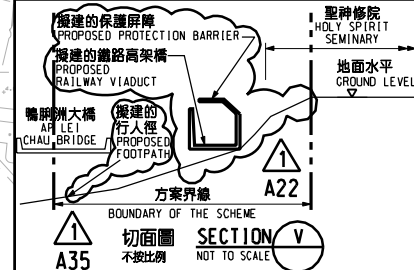 擬建的保護屏障
PROPOSED PROTECTION BARRIER
擬建的鐵路高架橋
PROPOSED
RAILWAY VIADUCT
聖神修院
HOLY SPIRIT
SEMINARY
地面水平
GROUND LEVEL
鴨脷洲大橋
AP LEI
CHAU BRIDGE
擬建的
行人徑
PROPOSED
FOOTPATH
1
A22
方案界線
BOUNDARY OF THE SCHEME
1
A35
切面圖
不按比例
SECTION
NOT TO SCALE
V